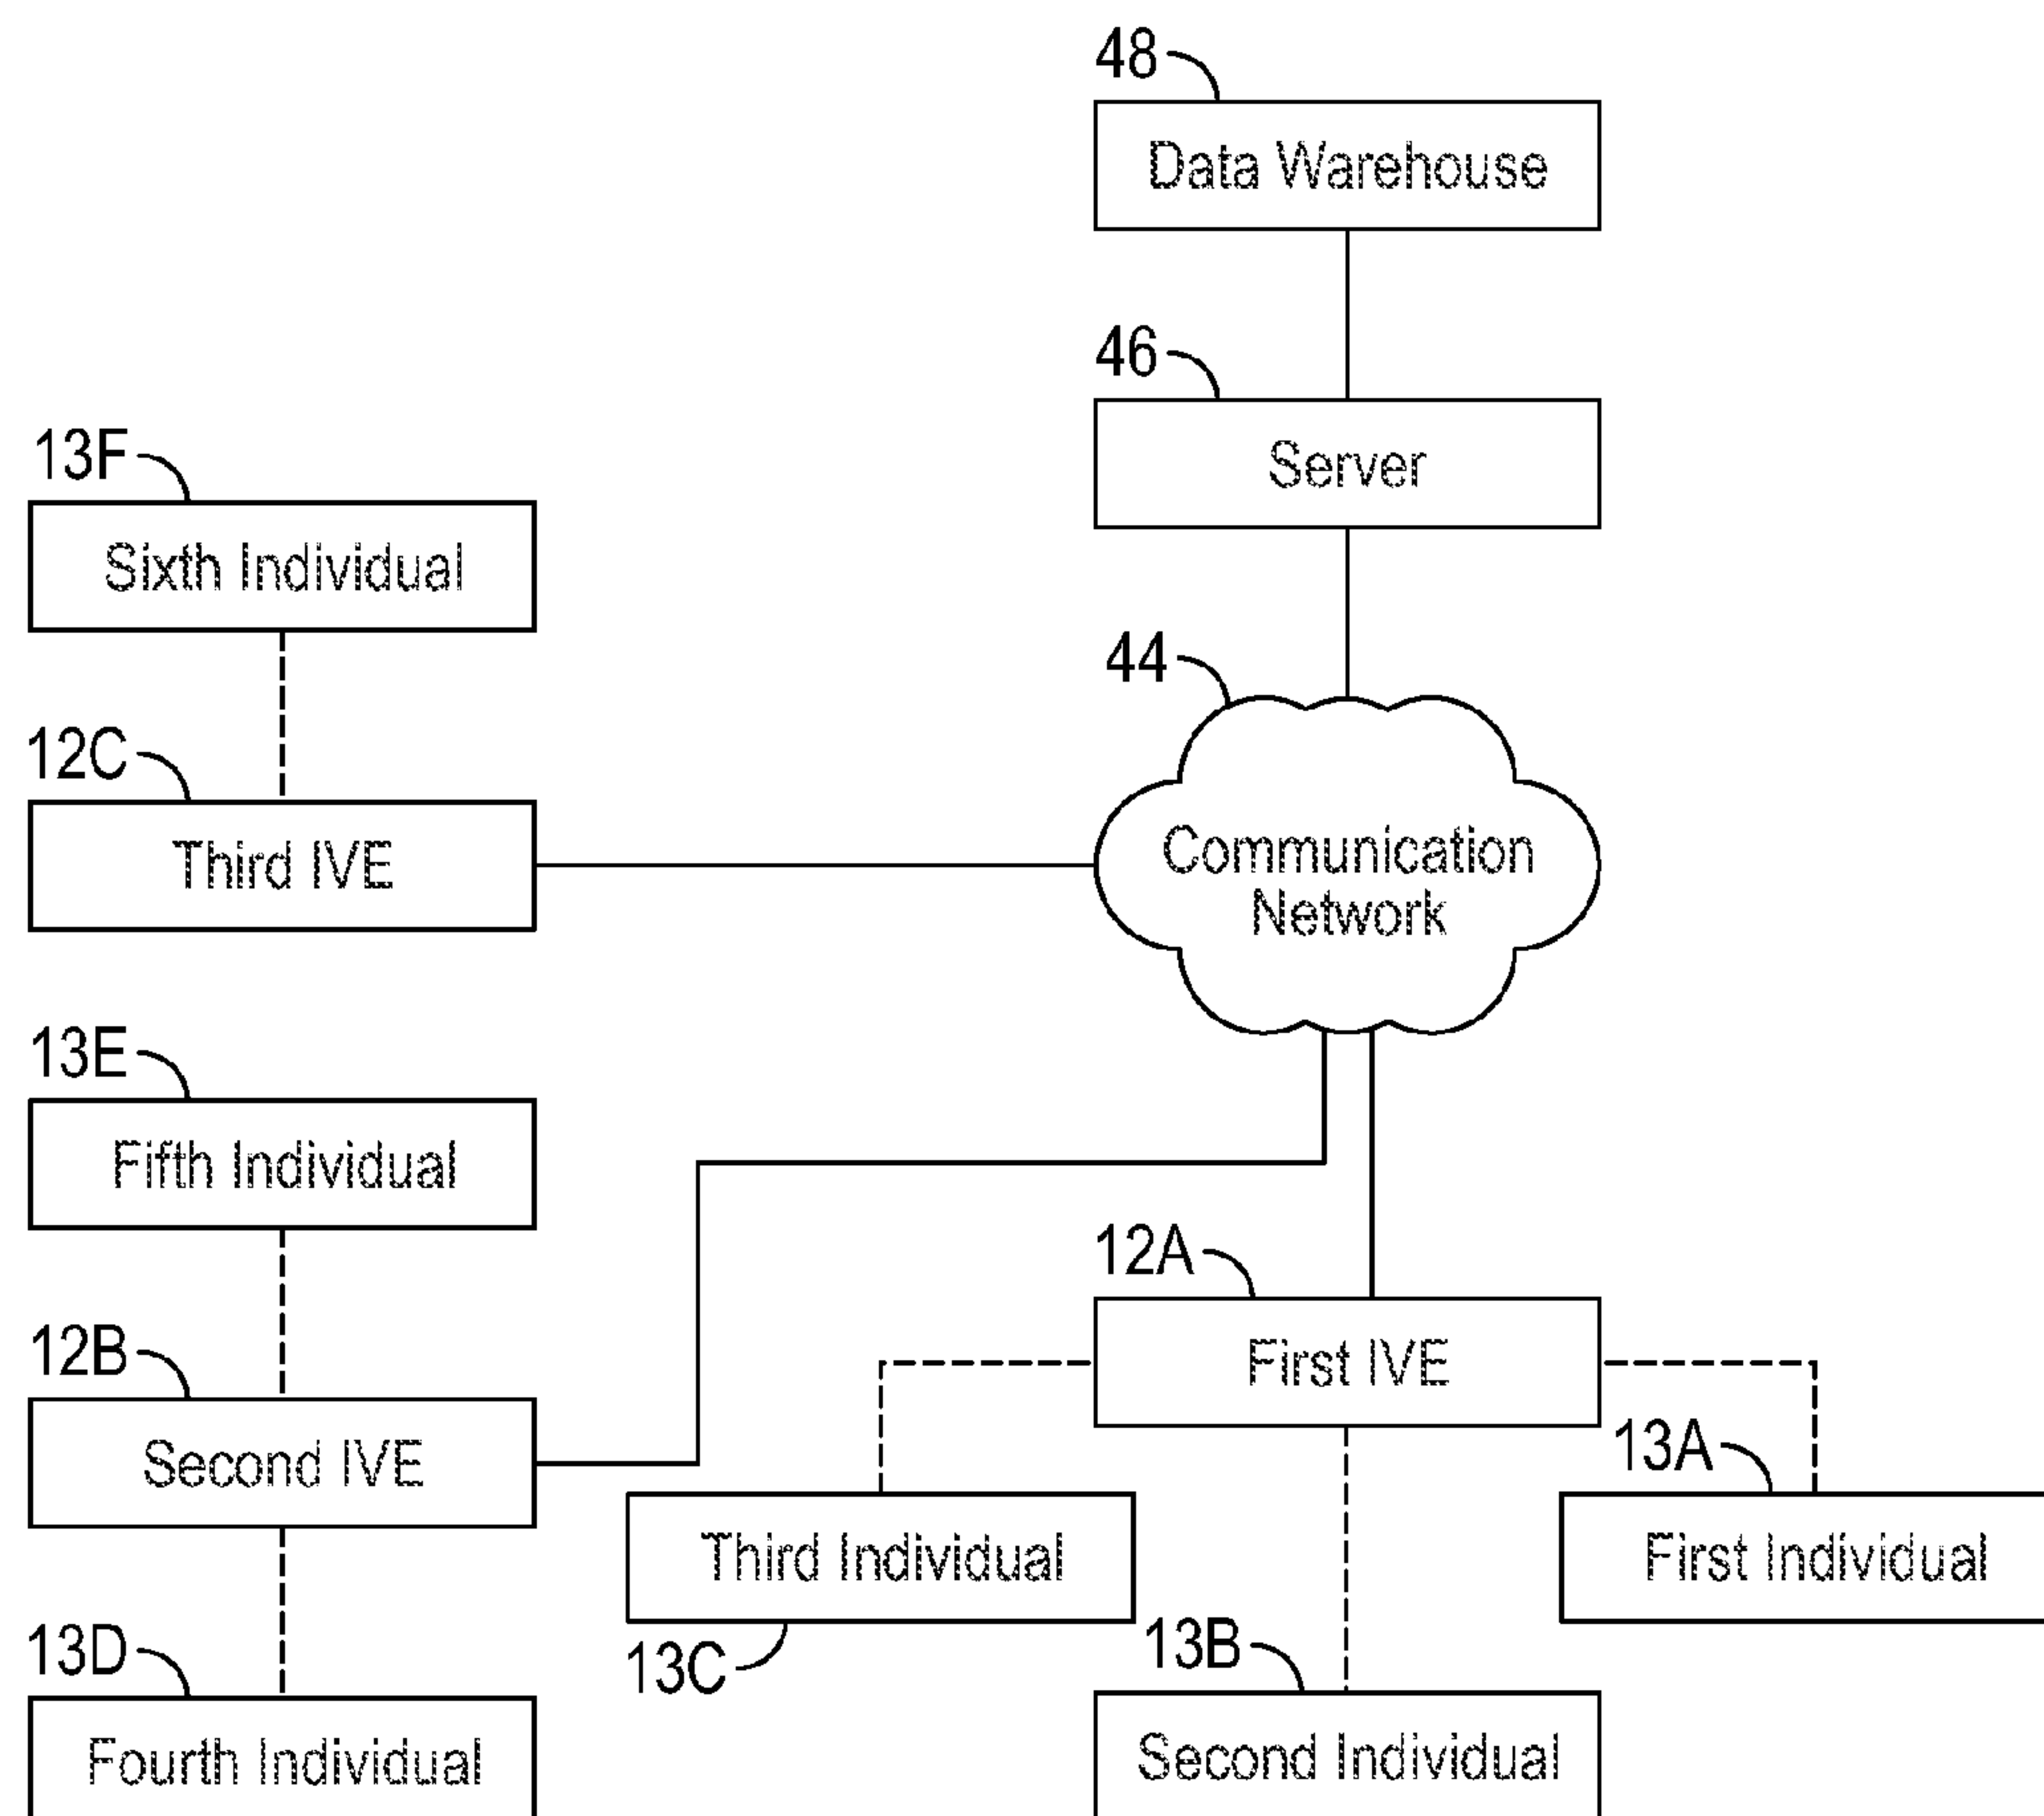 48
Data Warehouse
46
Server
13F
Sixth Individual
44
12C
Third IVE
Communication
Network
13E
Fifth Individual
12A
First IVE
12B
Second IVE
13A
First Individual
Third Individual
13C
13D
Fourth Individual
13B
Second Individual